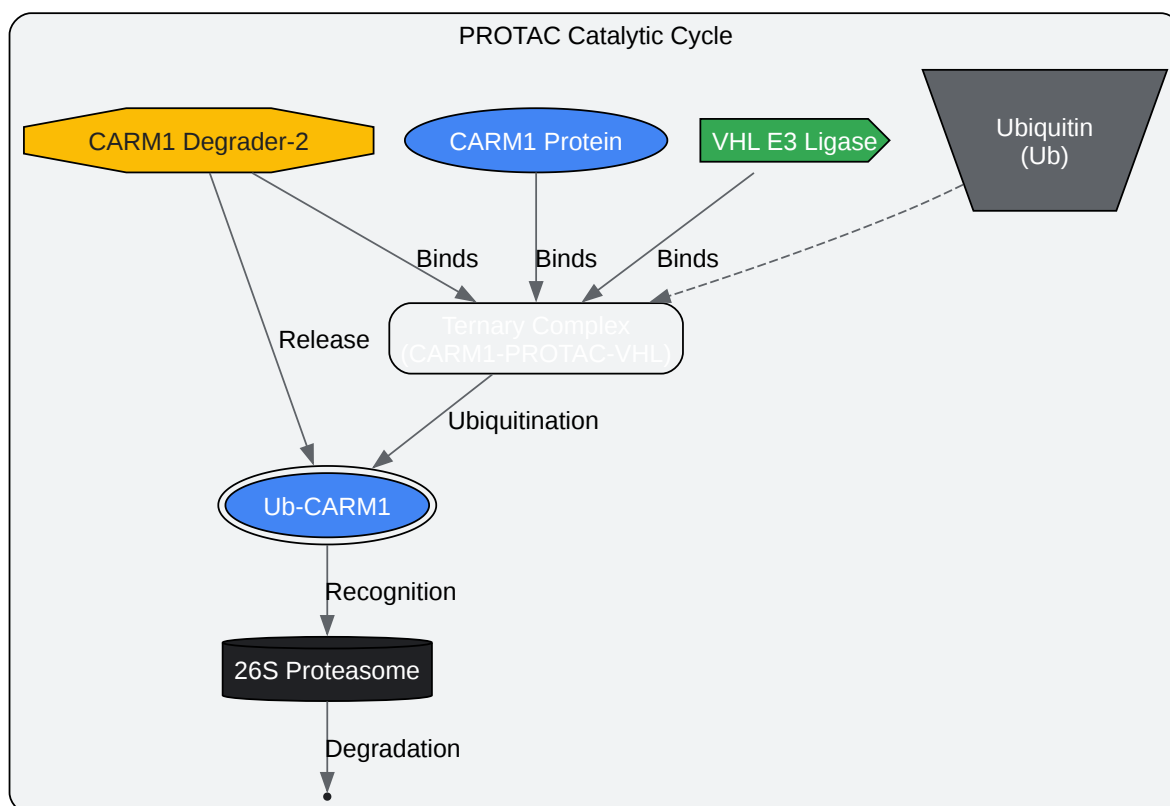 PROTAC Catalytic Cycle
CARM1 Degrader-2
CARM1 Protein
VHL E3 Ligase
Ubiquitin
(Ub)
Binds
Binds
Binds
Ternary Complex
(CARM1-PROTAC-VHL)
Release
Ubiquitination
Ub-CARM1
Recognition
26S Proteasome
Degradation